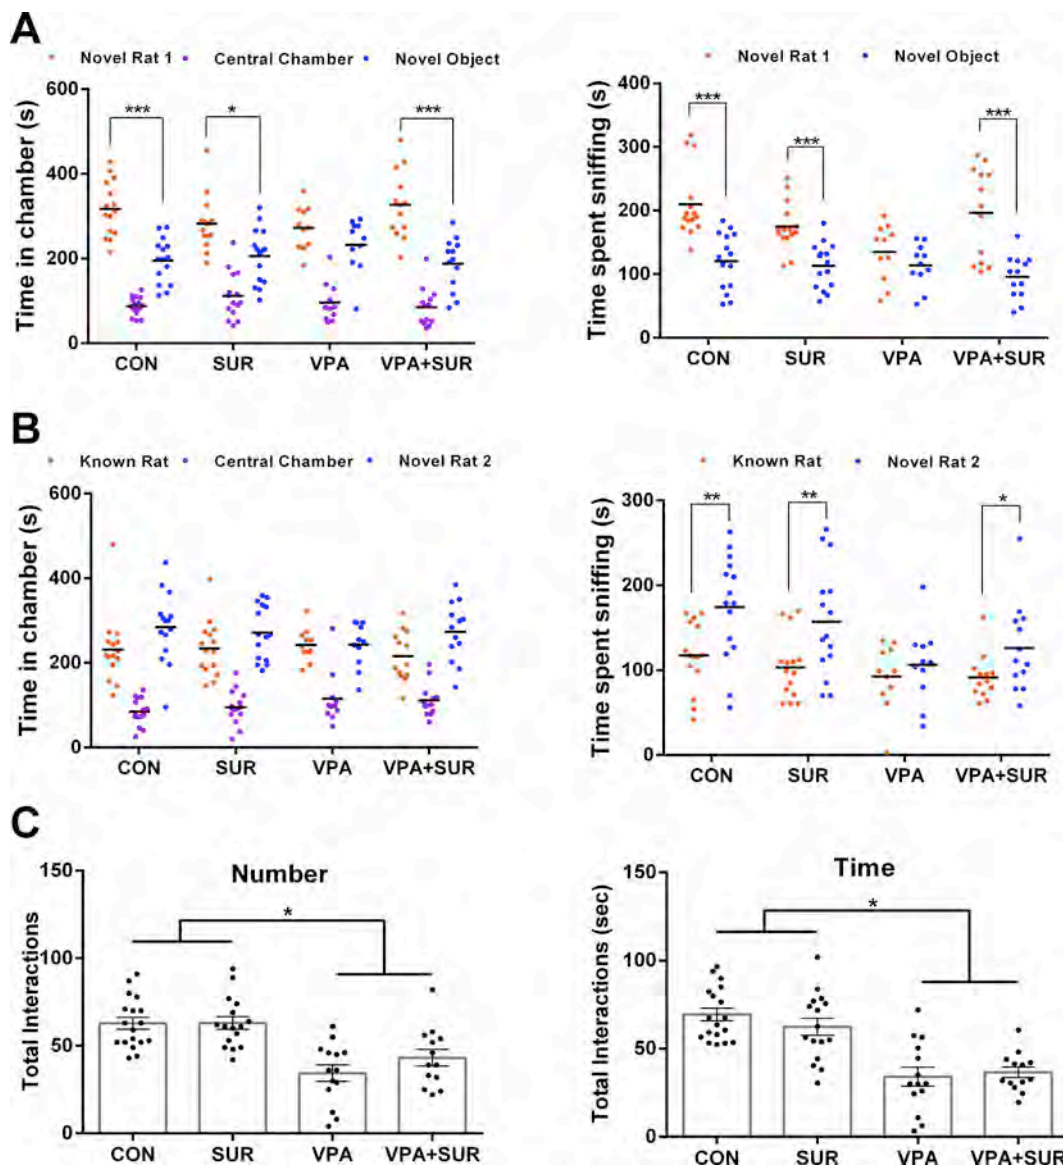 A
Novel Rat 1 Central Chamber Novel Object
Time in chamber (s)
600
400
200
0
*** * ***
CON SUR VPA VPA+SUR
Novel Rat 1 Novel Object
Time spent sniffing (s)
400
300
200
100
0
*** *** ***
CON SUR VPA VPA+SUR
B
Known Rat Central Chamber Novel Rat 2
Time in chamber (s)
600
400
200
0
CON SUR VPA VPA+SUR
Known Rat Novel Rat 2
Time spent sniffing (s)
300
200
100
0
** ** *
CON SUR VPA VPA+SUR
C
Number
Total Interactions
150
100
50
0
*
CON SUR VPA VPA+SUR
Time
Total Interactions (sec)
150
100
50
0
*
CON SUR VPA VPA+SUR